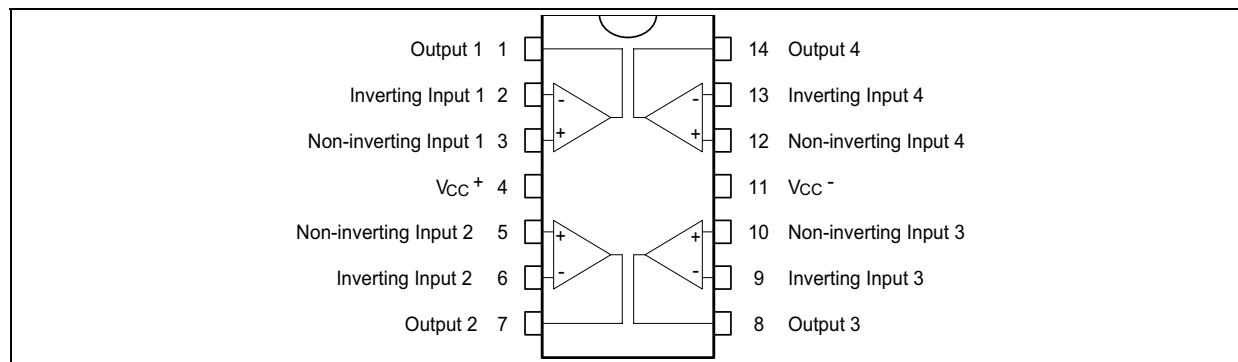 Output 1 1 14 Output 4
Inverting Input 1 2 - - 13 Inverting Input 4
Non-inverting Input 1 3 + + 12 Non-inverting Input 4
VCC + 4 11 VCC -
Non-inverting Input 2 5 + + 10 Non-inverting Input 3
Inverting Input 2 6 - - 9 Inverting Input 3
Output 2 7 8 Output 3